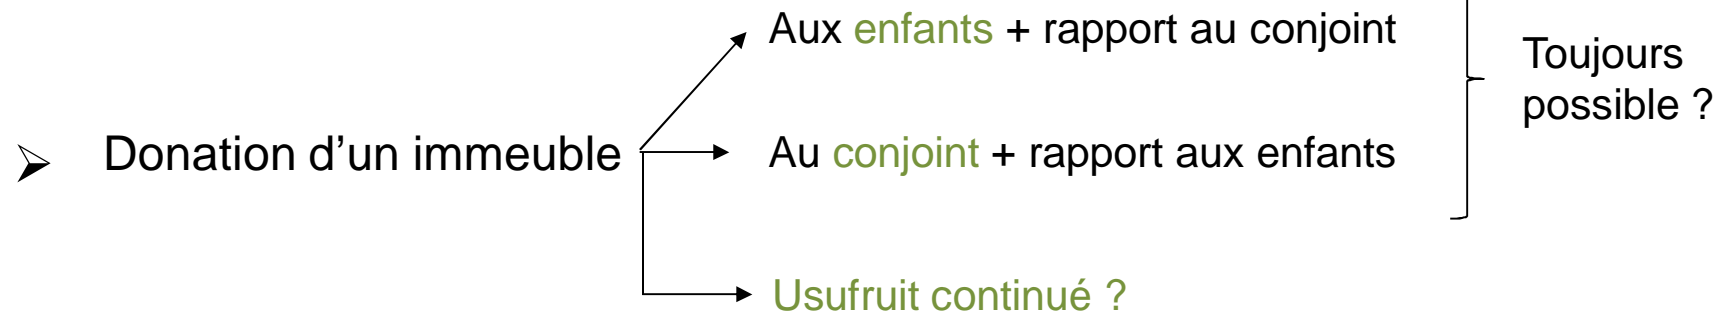 Aux enfants + rapport au conjoint
Toujours
possible ?
Donation d’un immeuble
Au conjoint + rapport aux enfants
Usufruit continué ?